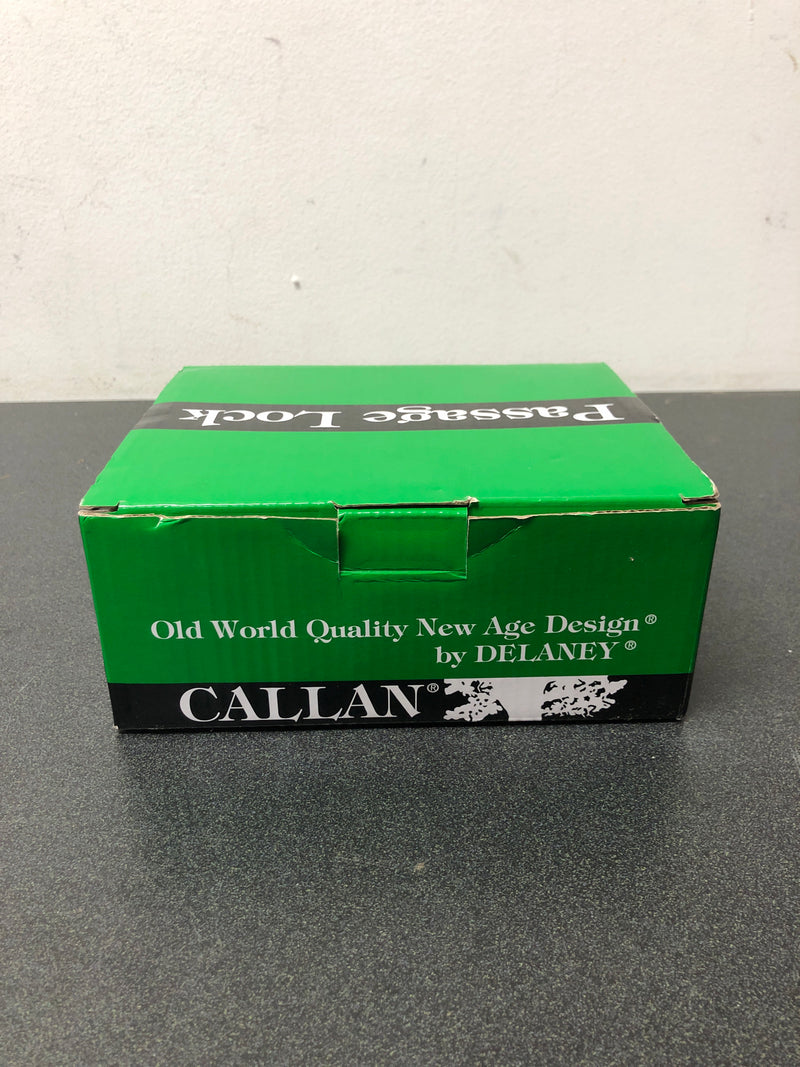 Passage Lock
Old World Quality New Age Design®
by DELANEY®
CALLAN®